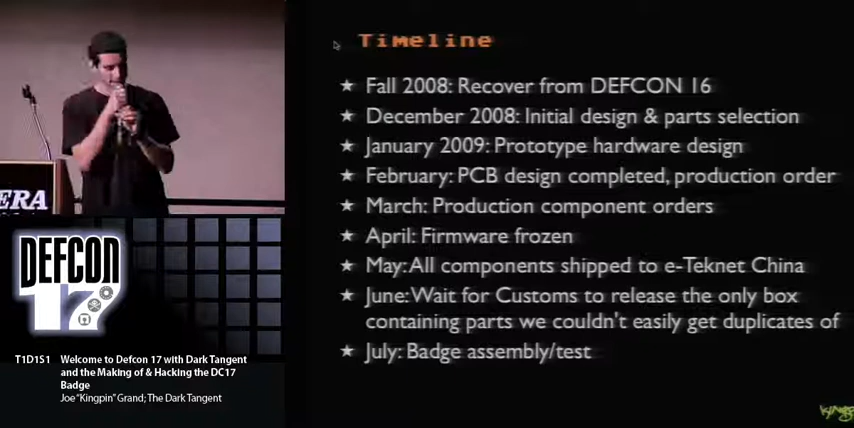 Timeline
★ Fall 2008: Recover from DEFCON 16
★ December 2008: Initial design & parts selection
★ January 2009: Prototype hardware design
★ February: PCB design completed, production order
★ March: Production component orders
★ April: Firmware frozen
★ May: All components shipped to e-Teknet China
★ June: Wait for Customs to release the only box
containing parts we couldn't easily get duplicates of
★ July: Badge assembly/test
ERA
DEFCON
17
T1D1S1 Welcome to Defcon 17 with Dark Tangent
and the Making of & Hacking the DC17
Badge
Joe "Kingpin" Grand; The Dark Tangent